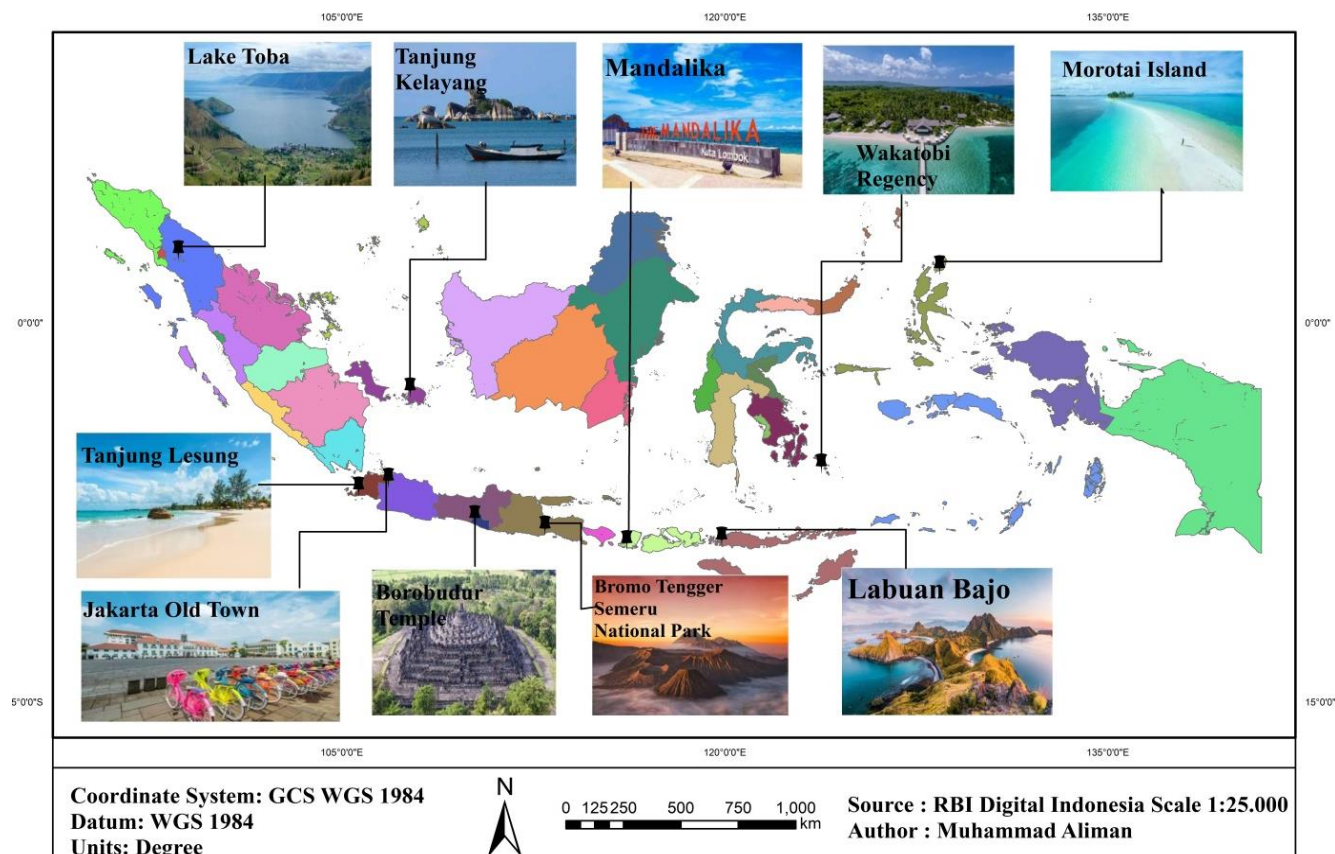 105°0'0"E 120°0'0"E 135°0'0"E
Lake Toba
Tanjung
Kelayang
Mandalika
THE MANDALIKA
Kuta Lombok
Wakatobi
Regency
Morotai Island
0°0'0" 0°0'0"
Tanjung Lesung
Jakarta Old Town
Borobudur
Temple
Bromo Tengger
Semeru
National Park
Labuan Bajo
5°0'0"S 15°0'0"
105°0'0"E 120°0'0"E 135°0'0"E
Coordinate System: GCS WGS 1984
Datum: WGS 1984
Units: Degree
N
0 125 250 500 750 1,000
km
Source : RBI Digital Indonesia Scale 1:25.000
Author : Muhammad Aliman